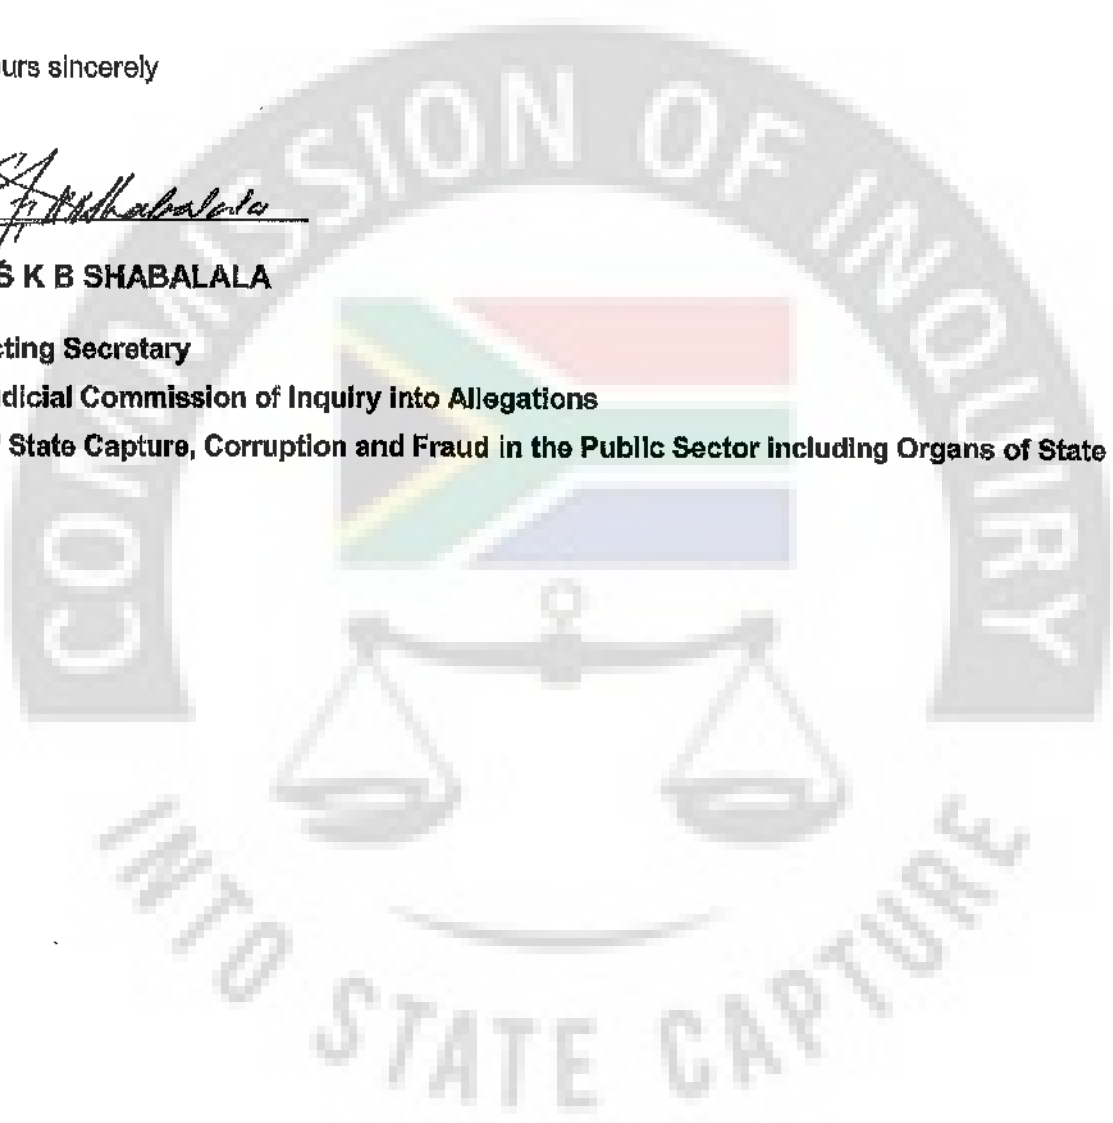 urs sincerely
Shabalala
S K B SHABALALA
cting Secretary
dicial Commission of Inquiry into Allegations
State Capture, Corruption and Fraud in the Public Sector including Organs of State
COMMISSION OF INQUIRY
INTO STATE CAPTURE